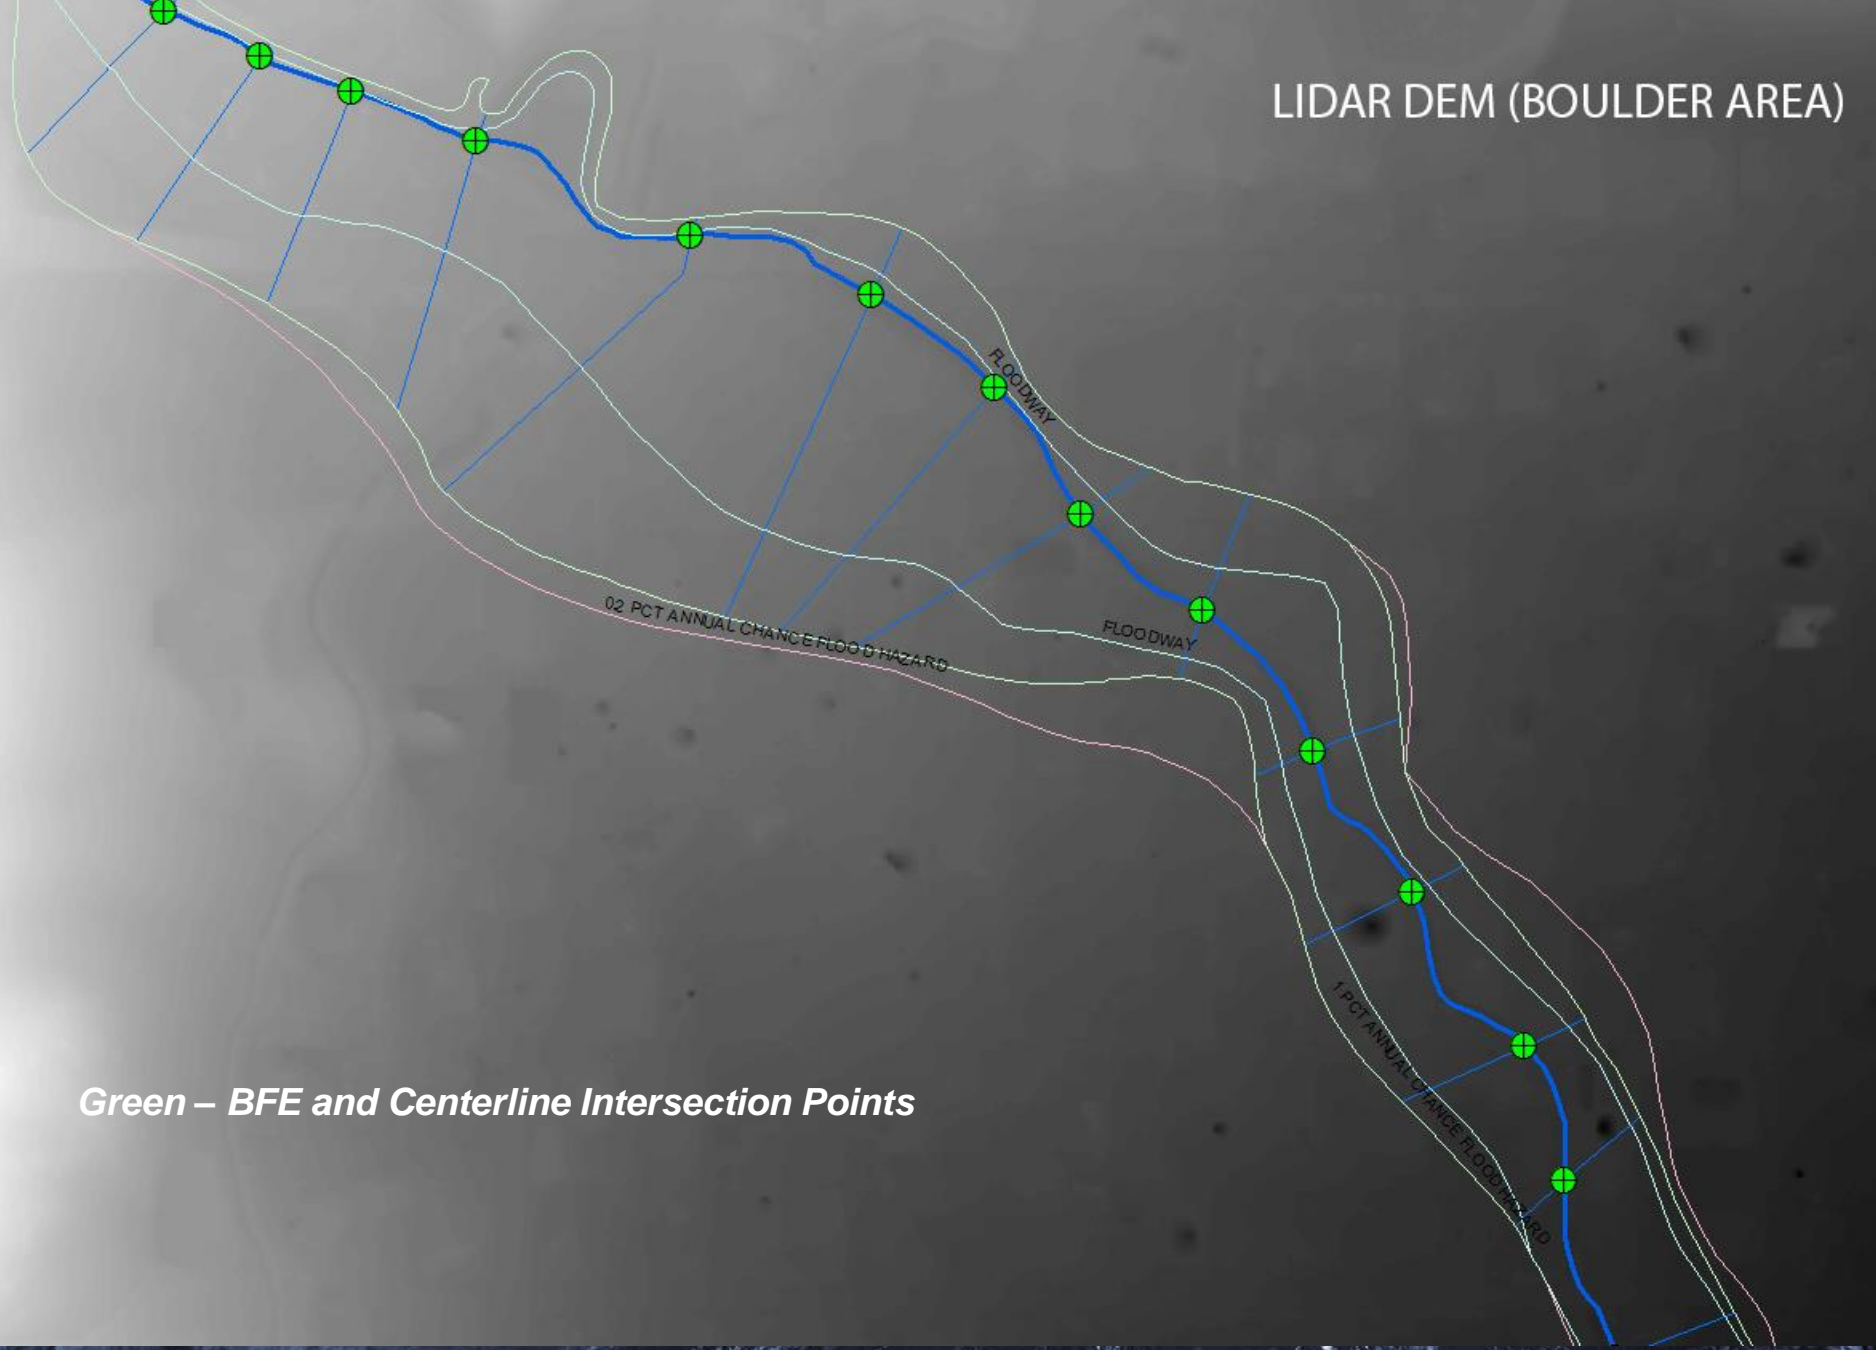 LIDAR DEM (BOULDER AREA)
FLOODWAY
02 PCT ANNUAL CHANCE FLOOD HAZARD
FLOODWAY
1 PCT ANNUAL CHANCE FLOOD HAZARD
Green – BFE and Centerline Intersection Points